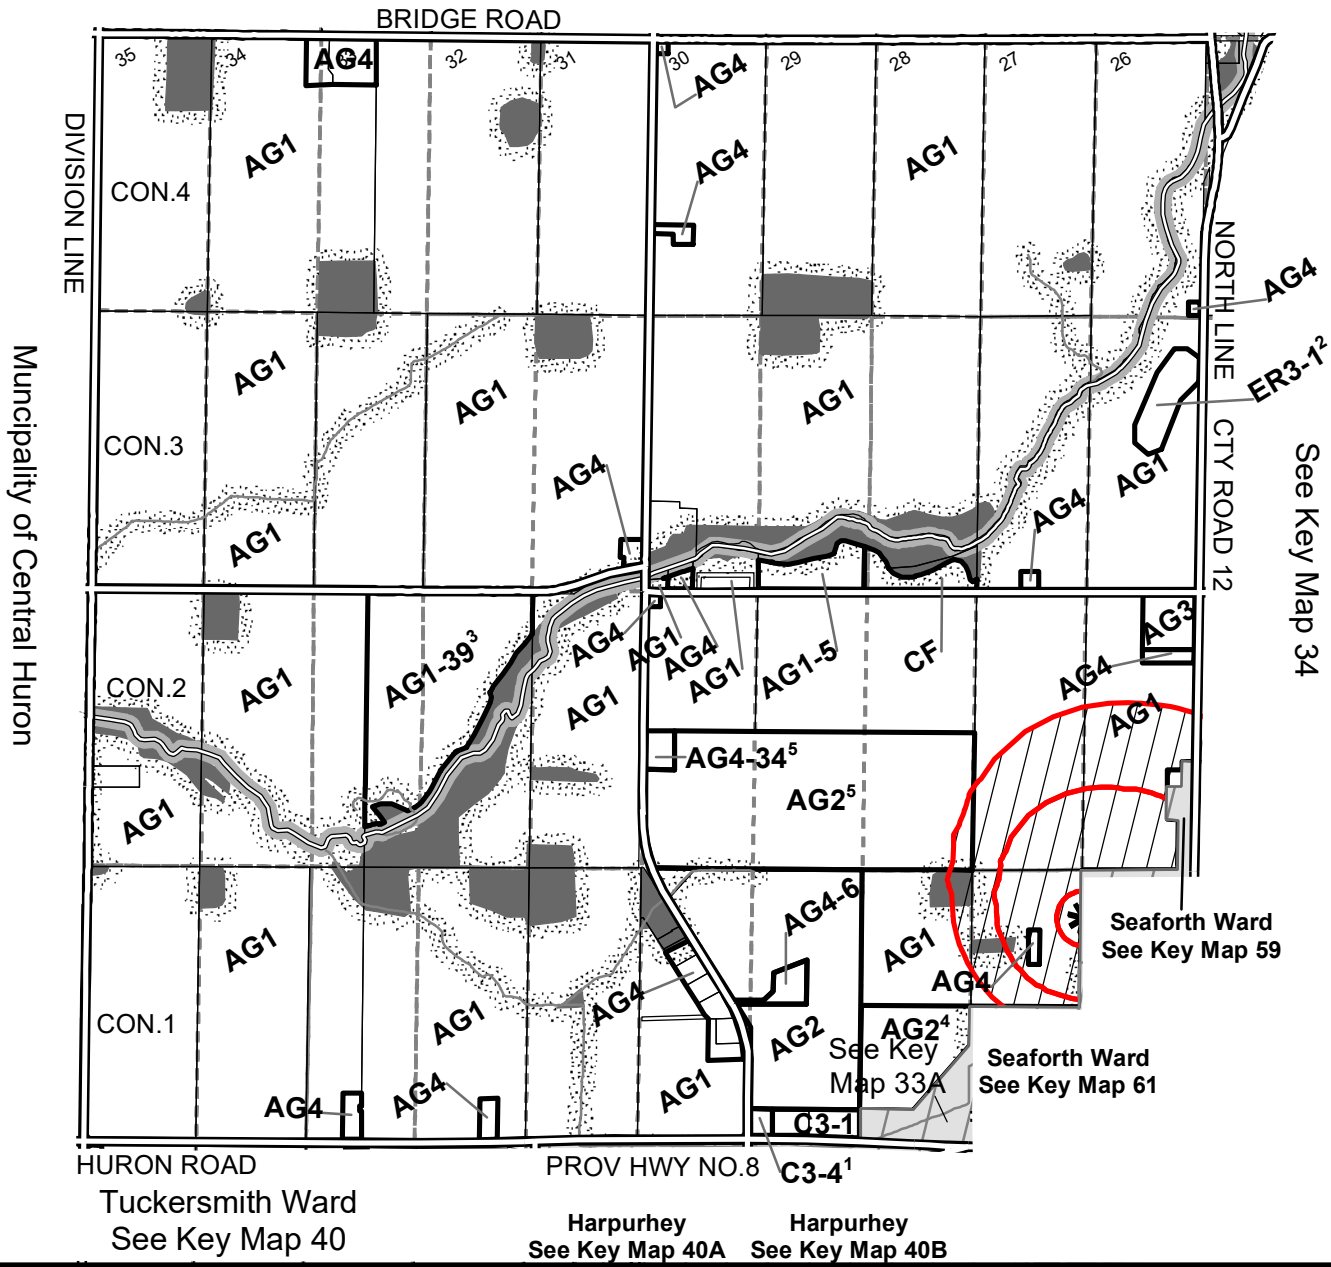 BRIDGE ROAD
35
34
AG4
32
31
30
29
28
27
26
AG4
AG1
AG4
AG1
CON.4
DIVISION LINE
NORTH LINE
AG4
Muncipality of Central Huron
AG1
AG1
AG1
ER3-1²
CON.3
CTY ROAD 12
See Key Map 34
AG4
AG1
AG4
AG1
AG3
AG4
AG1
AG4
AG1
AG1-5
CF
AG4
AG1
CON.2
AG1
AG1-39³
AG1
AG4-34⁵
AG2⁵
AG1
AG4-6
Seaforth Ward
See Key Map 59
AG1
AG1
AG4
AG4
CON.1
AG1
AG2
AG2⁴
See Key
Map 33A
Seaforth Ward
See Key Map 61
AG1
AG4
AG4
C3-1
HURON ROAD
PROV HWY NO.8
C3-4¹
Tuckersmith Ward
See Key Map 40
Harpurhey
See Key Map 40A
Harpurhey
See Key Map 40B